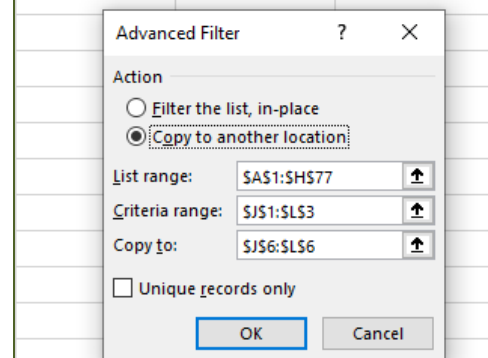 Advanced Filter ? ×
Action
Filter the list, in-place
Copy to another location
List range: $A$1:$H$77
Criteria range: $J$1:$L$3
Copy to: $J$6:$L$6
Unique records only
OK Cancel